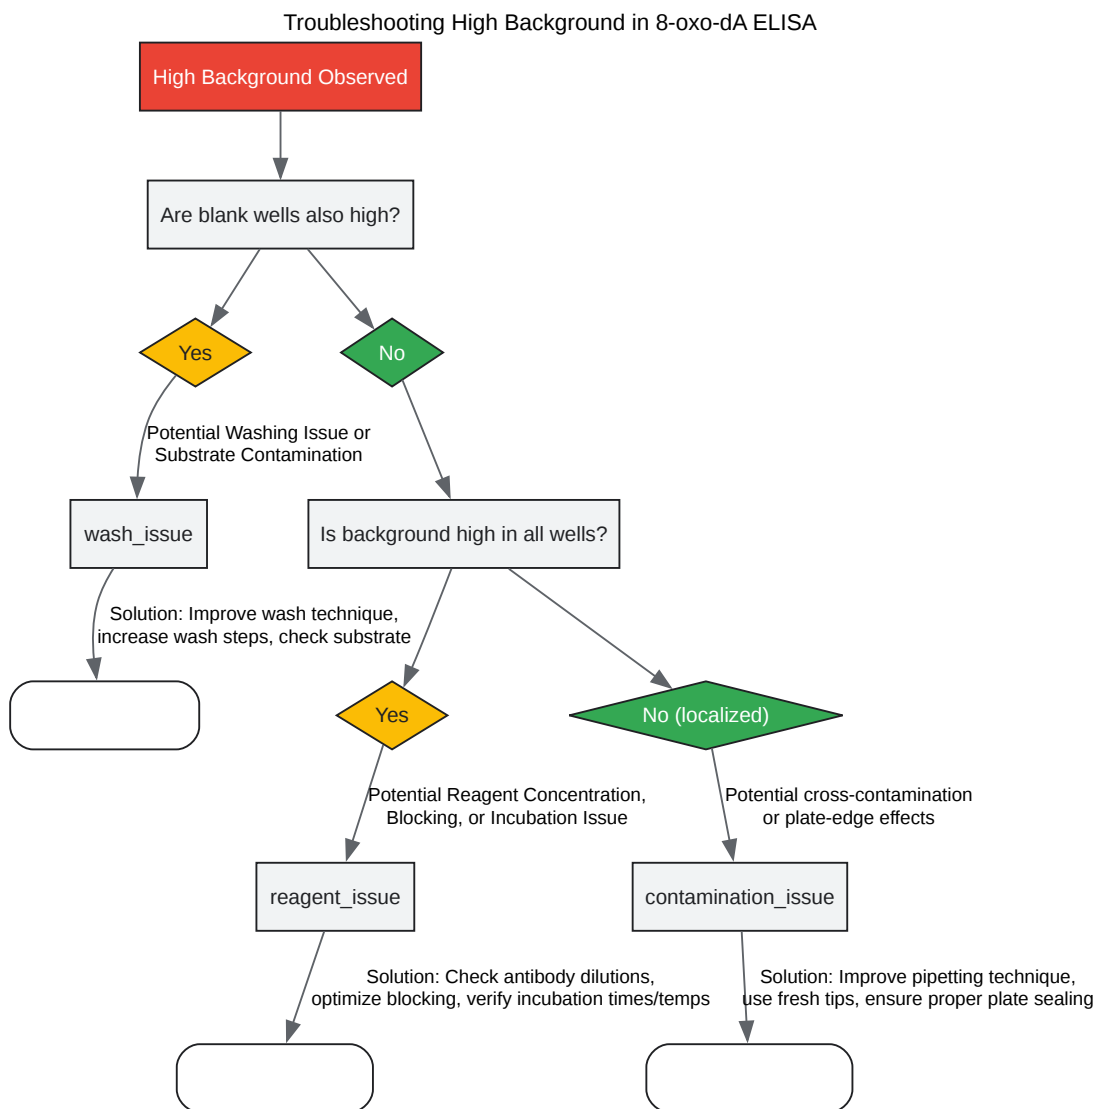 Troubleshooting High Background in 8-oxo-dA ELISA
High Background Observed
Are blank wells also high?
Yes
No
Potential Washing Issue or
Substrate Contamination
wash_issue
Is background high in all wells?
Solution: Improve wash technique,
increase wash steps, check substrate
Yes
No (localized)
Potential Reagent Concentration,
Blocking, or Incubation Issue
Potential cross-contamination
or plate-edge effects
reagent_issue
contamination_issue
Solution: Check antibody dilutions,
optimize blocking, verify incubation times/temps
Solution: Improve pipetting technique,
use fresh tips, ensure proper plate sealing